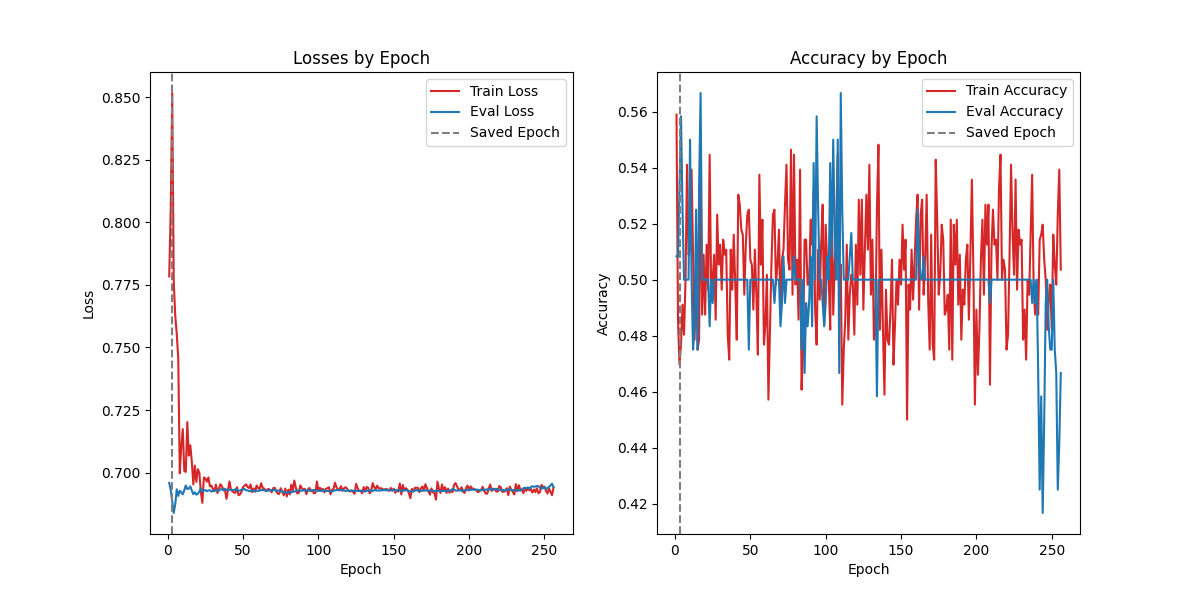 Losses by Epoch
0.850
0.825
0.800
0.775
0.750
0.725
0.700
Loss
0 50 100 150 200 250
Epoch
Train Loss
Eval Loss
Saved Epoch
Accuracy by Epoch
0.56
0.54
0.52
0.50
0.48
0.46
0.44
0.42
Accuracy
0 50 100 150 200 250
Epoch
Train Accuracy
Eval Accuracy
Saved Epoch